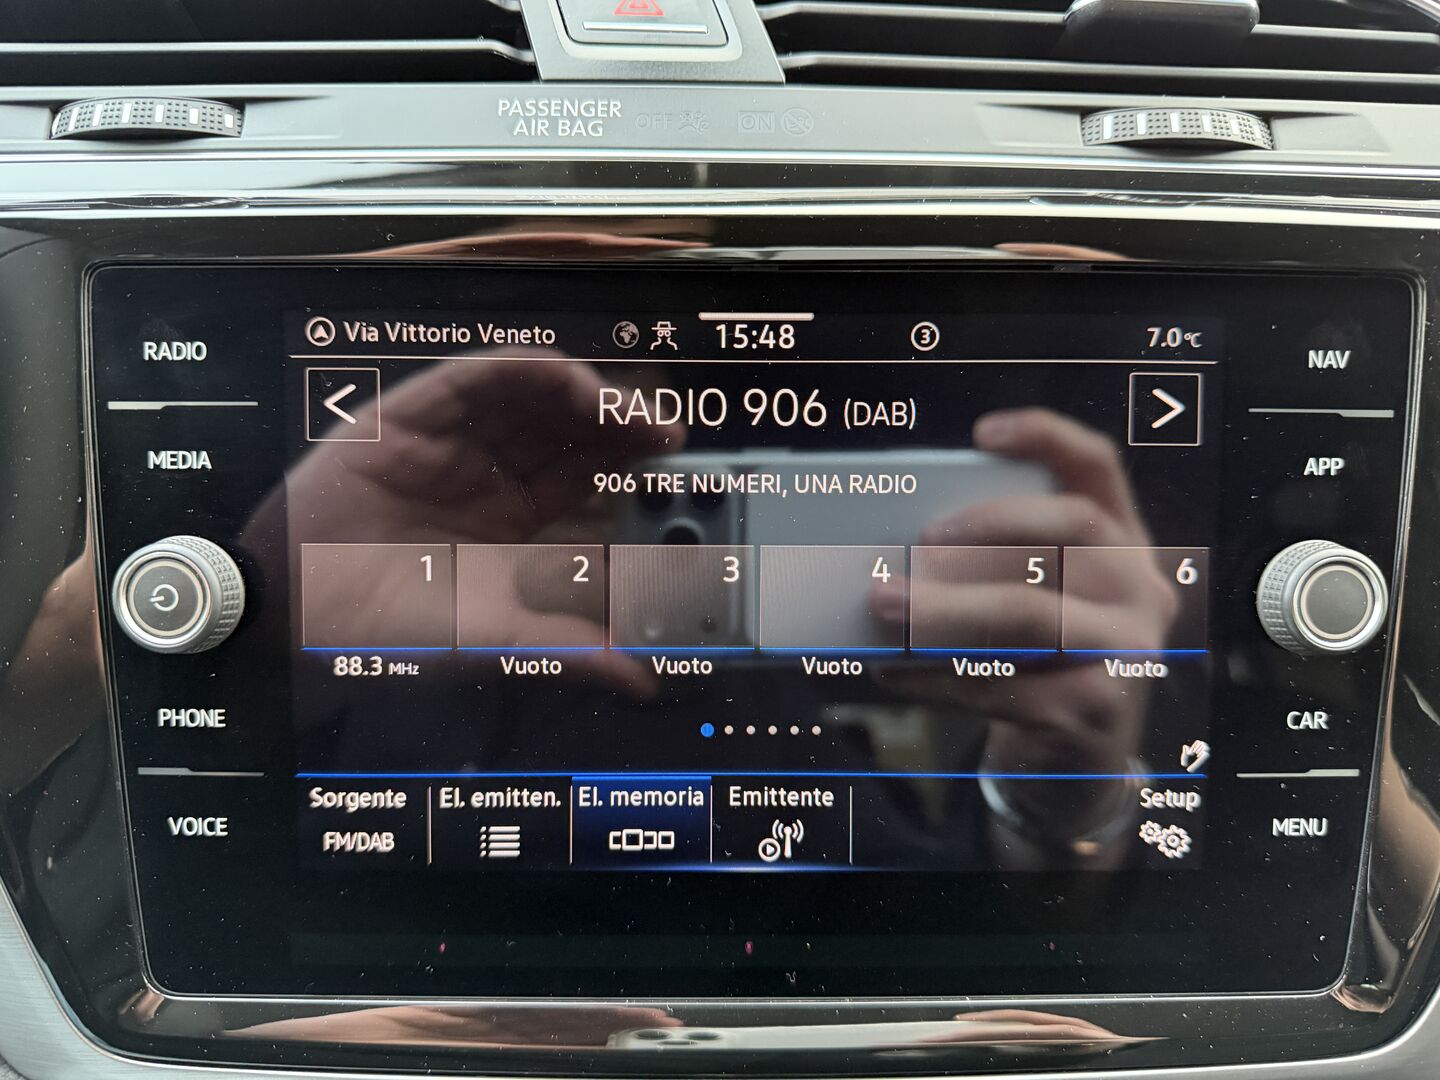 PASSENGER
AIR BAG
OFF
ON
Via Vittorio Veneto
15:48
3
7.0°C
RADIO
MEDIA
PHONE
VOICE
NAV
APP
CAR
MENU
<
RADIO 906 (DAB)
>
906 TRE NUMERI, UNA RADIO
1
2
3
4
5
6
88.3 MHz
Vuoto
Vuoto
Vuoto
Vuoto
Vuoto
Sorgente
FM/DAB
El. emitten.
El. memoria
Emittente
Setup